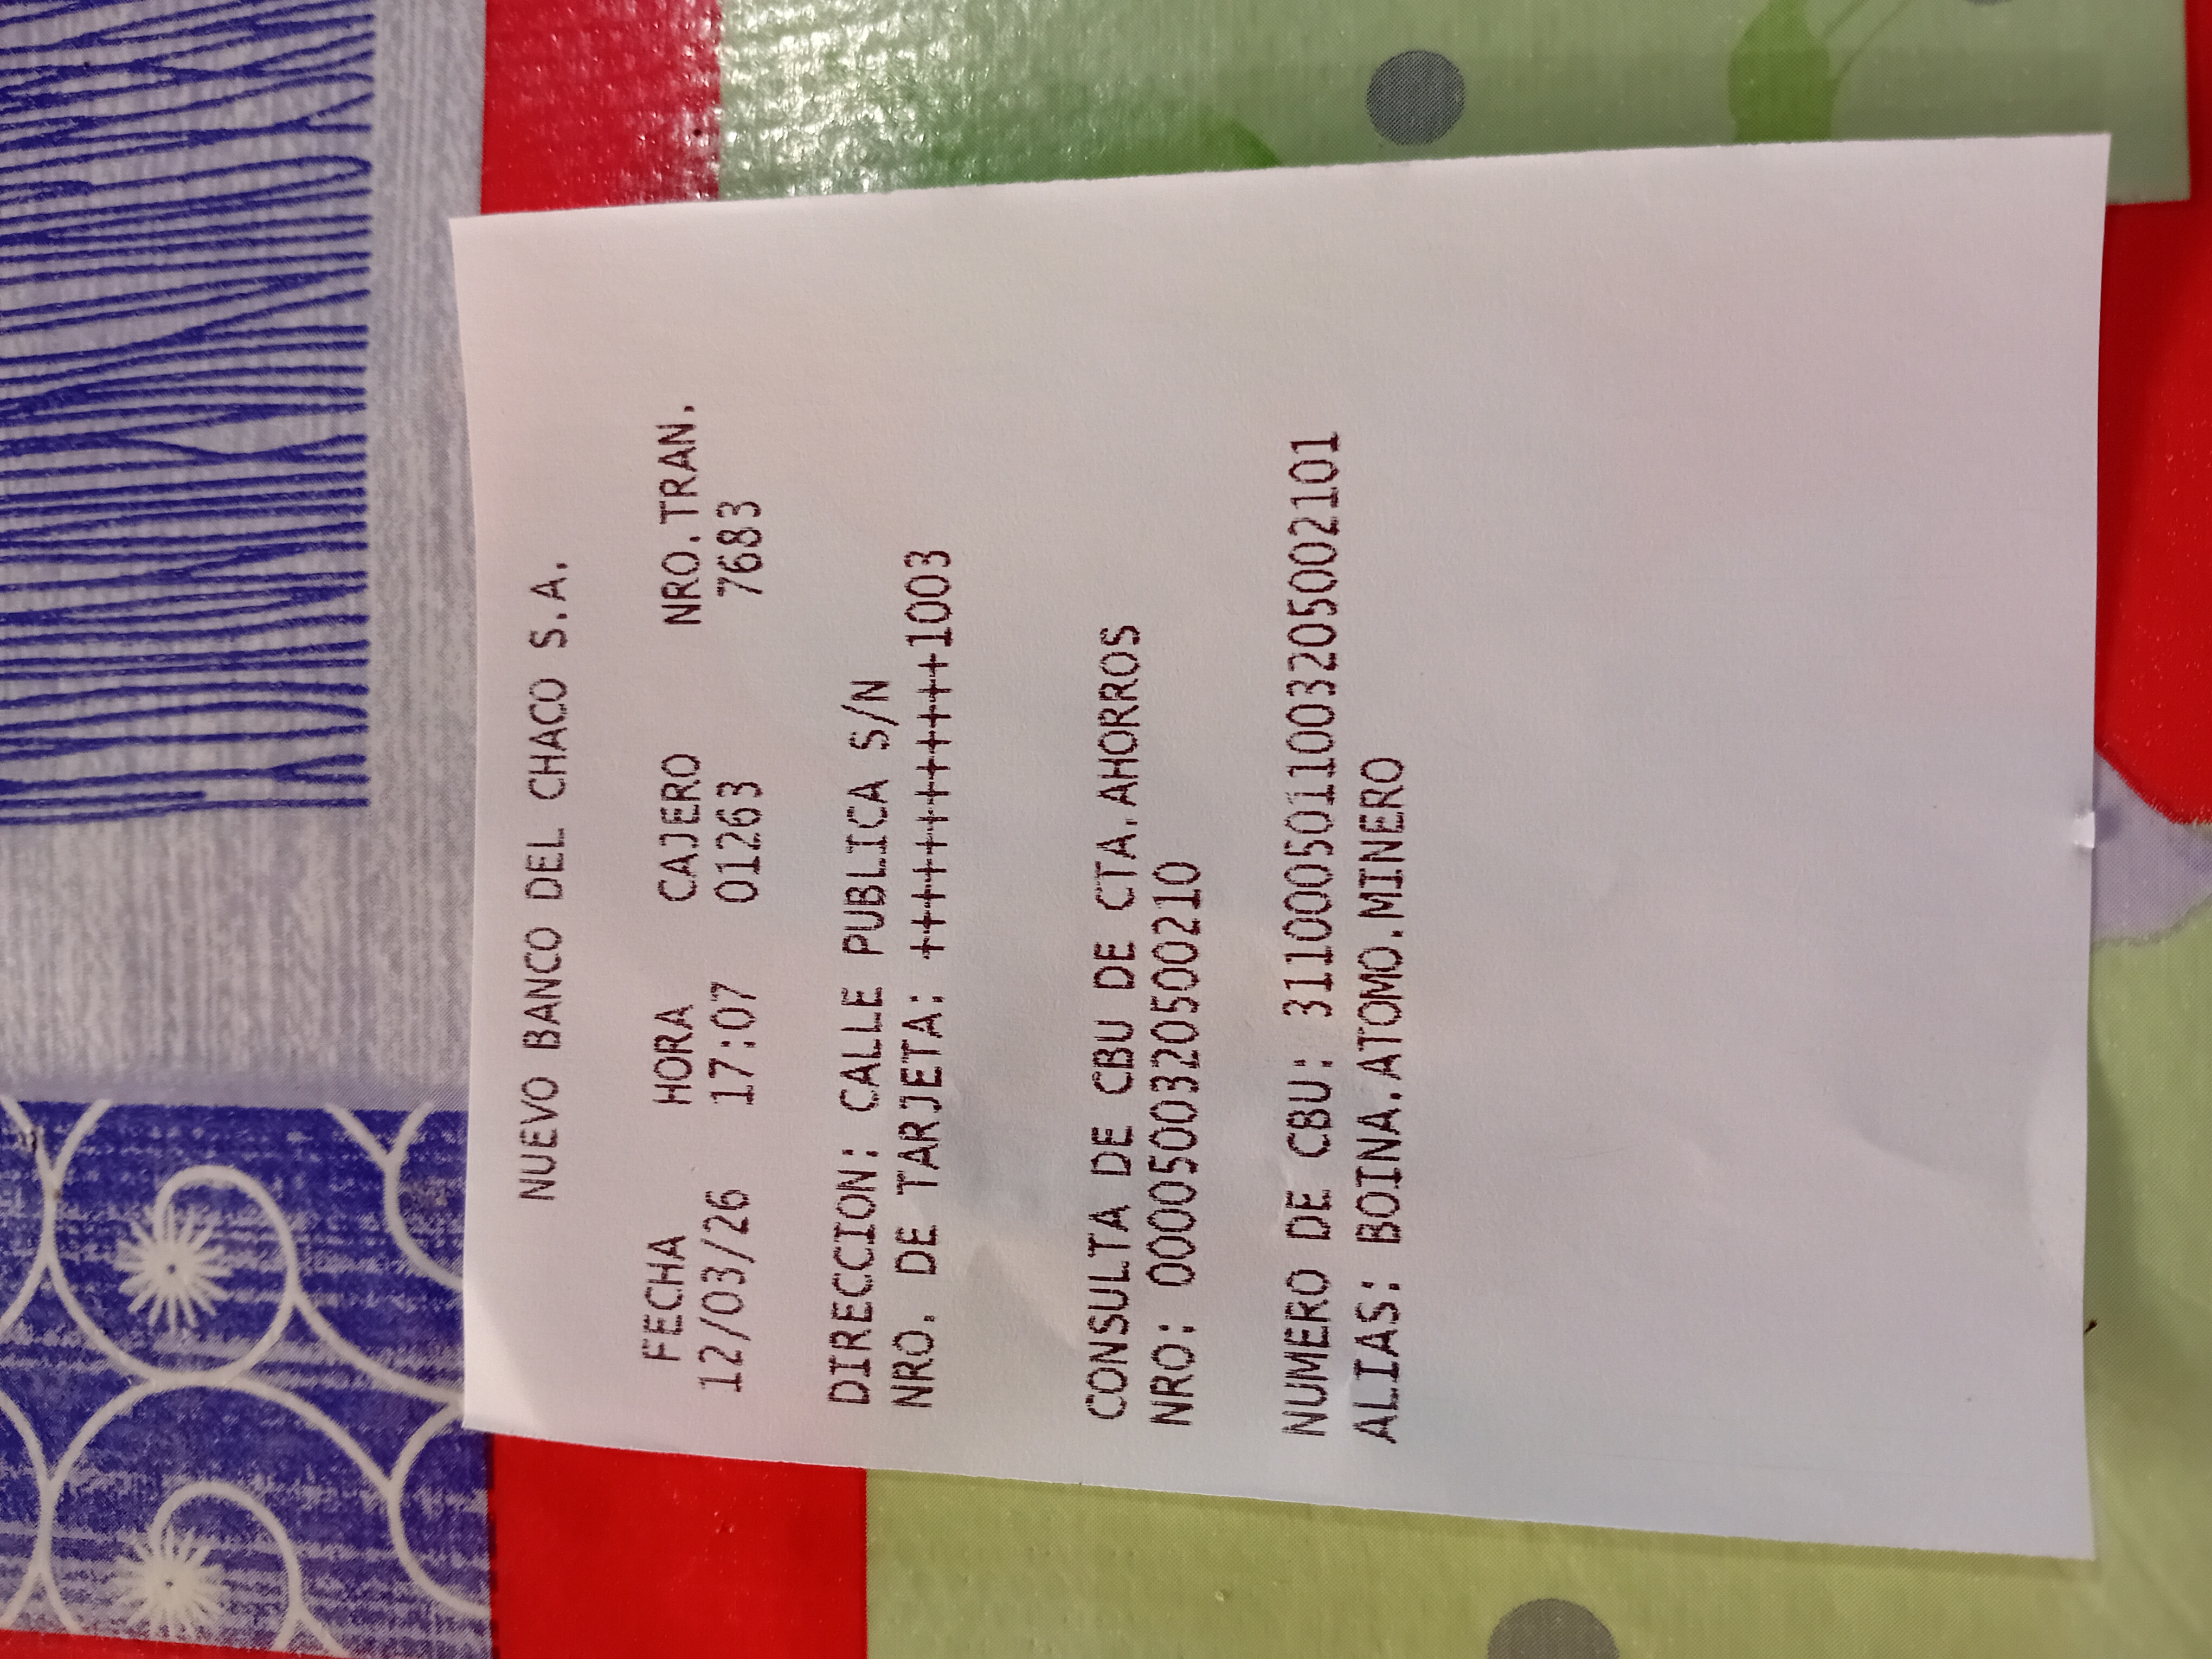 NUEVO BANCO DEL CHACO S.A.
FECHA HORA CAJERO NRO.TRAN.
12/03/26 17:07 01263 7683
DIRECCION: CALLE PUBLICA S/N
NRO. DE TARJETA: ++++++++++++1003
CONSULTA DE CBU DE CTA.AHORROS
NRO: 000050032050021​0
NUMERO DE CBU: 3110005011003205002101
ALIAS: BOINA.ATOMO.MINERO